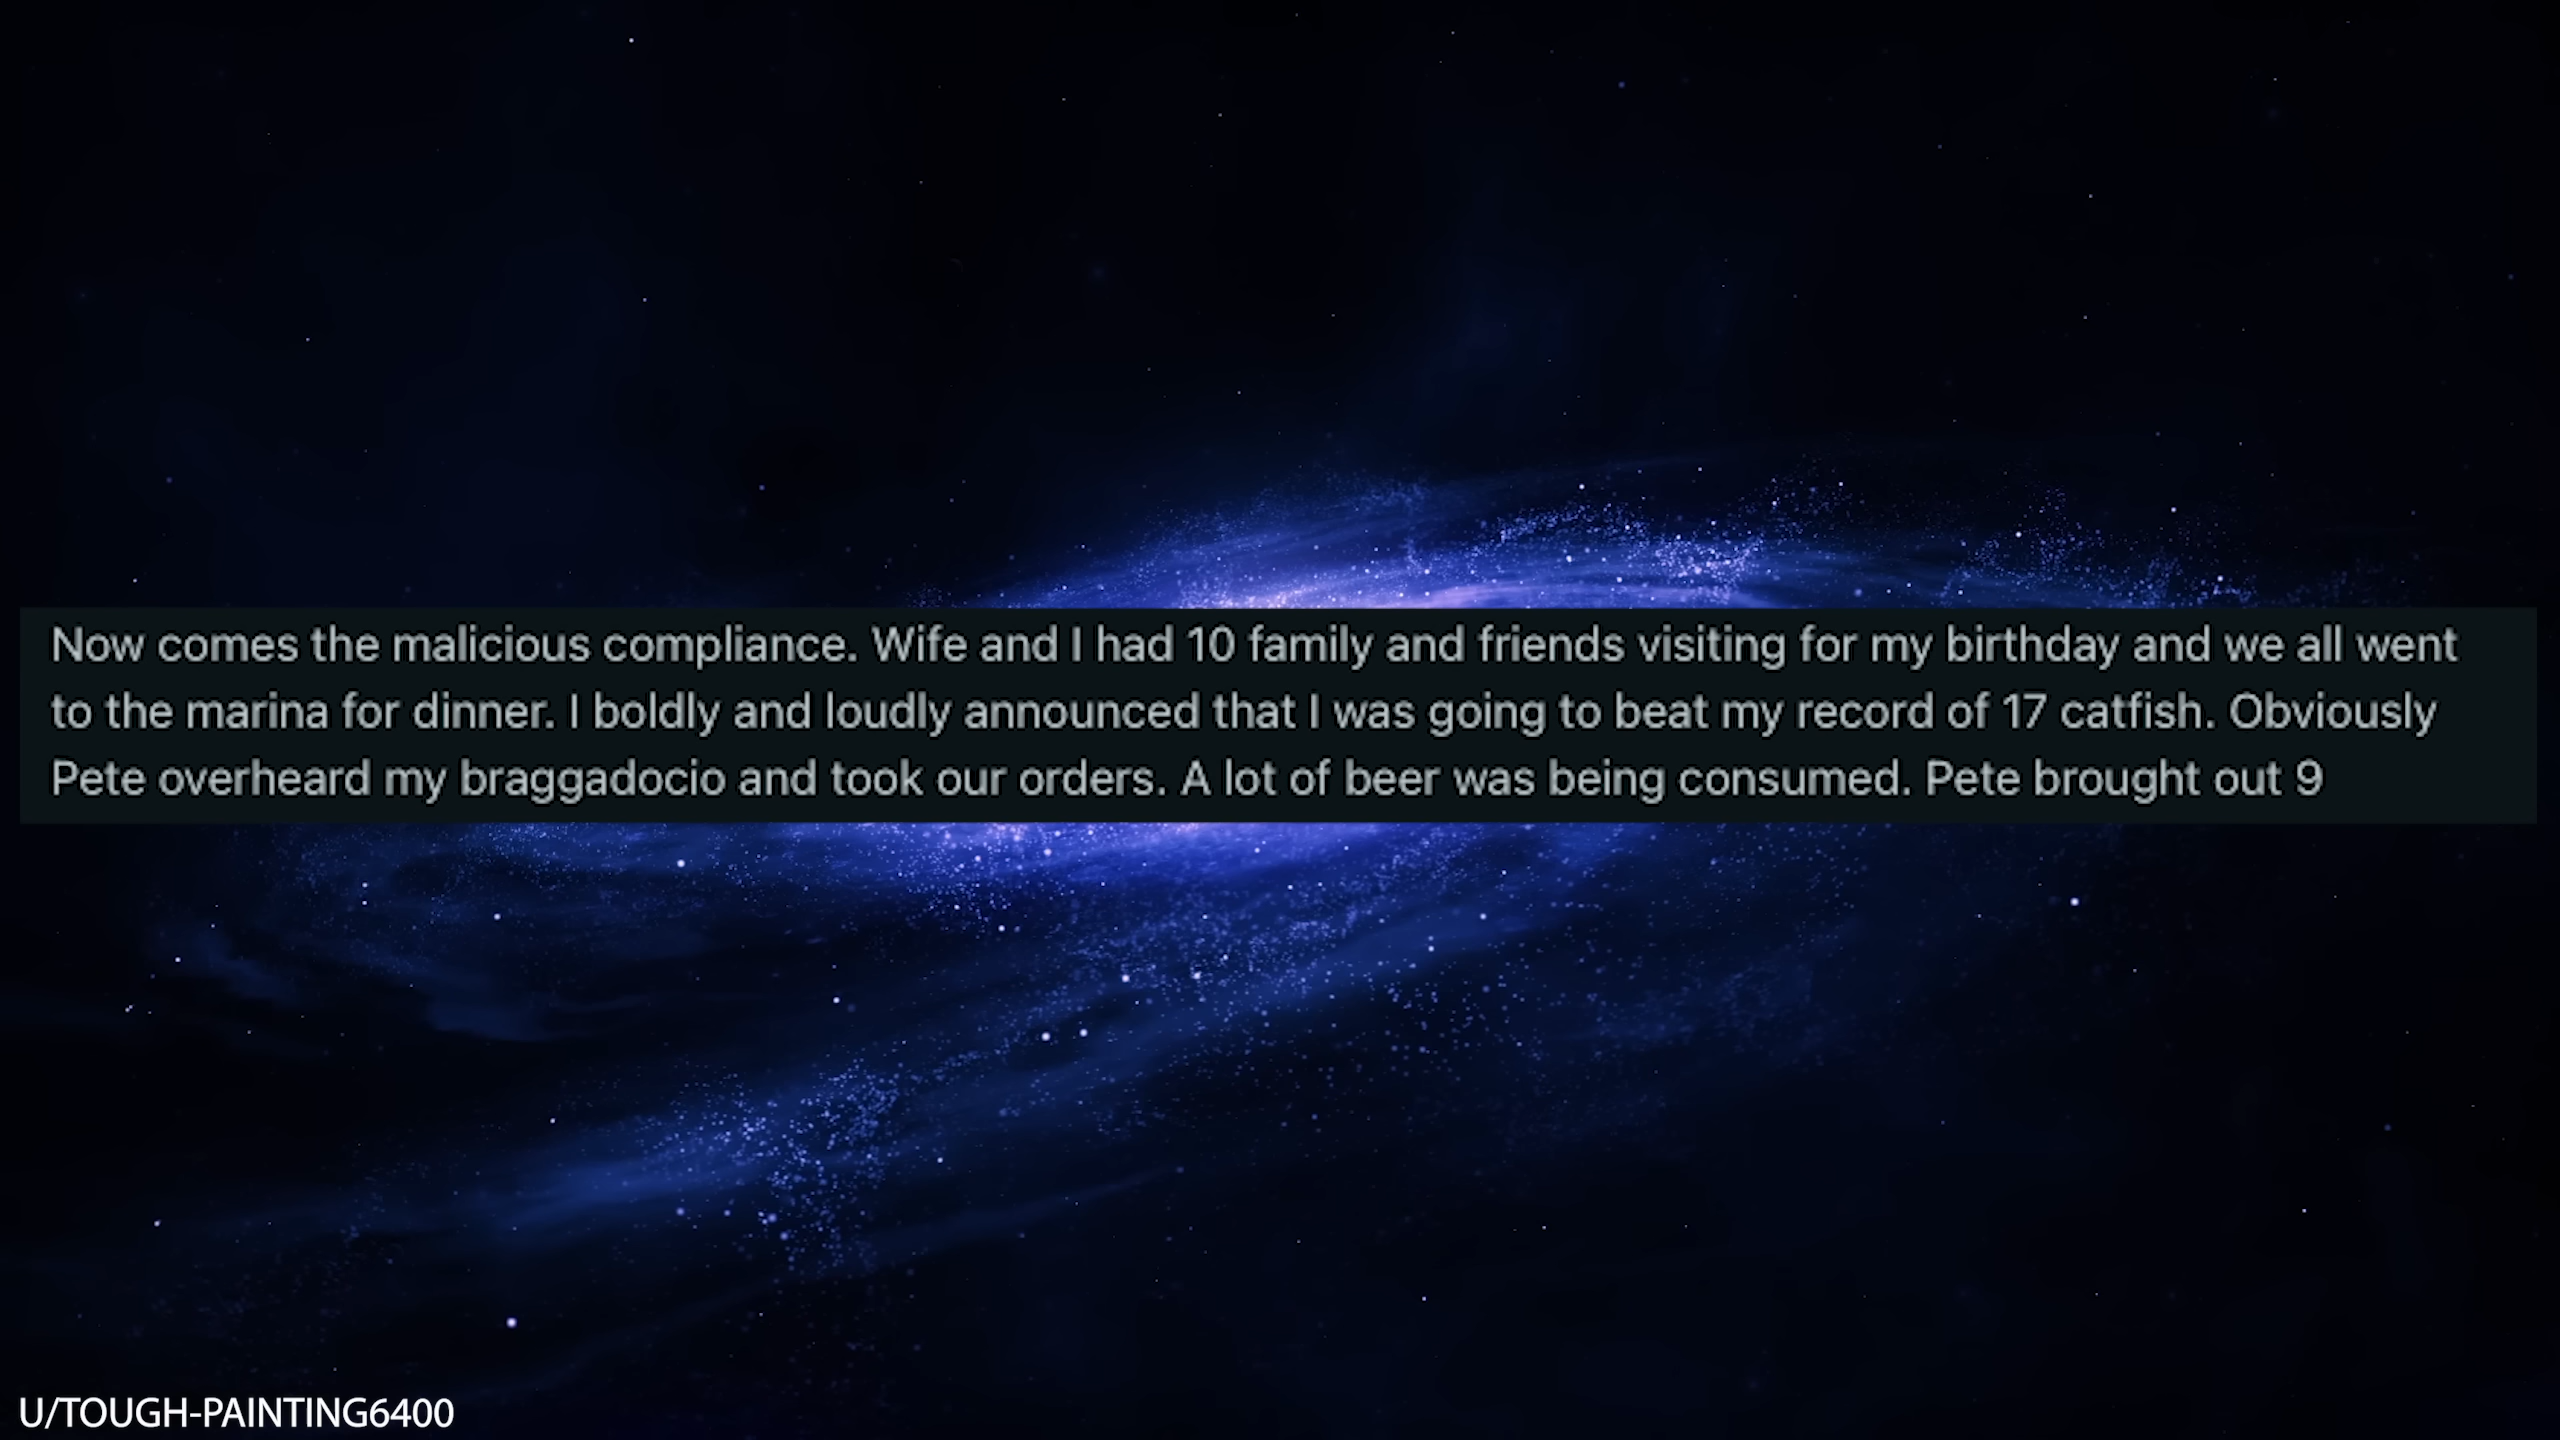 Now comes the malicious compliance. Wife and I had 10 family and friends visiting for my birthday and we all went
to the marina for dinner. I boldly and loudly announced that I was going to beat my record of 17 catfish. Obviously
Pete overheard my braggadocio and took our orders. A lot of beer was being consumed. Pete brought out 9
U/TOUGH-PAINTING6400